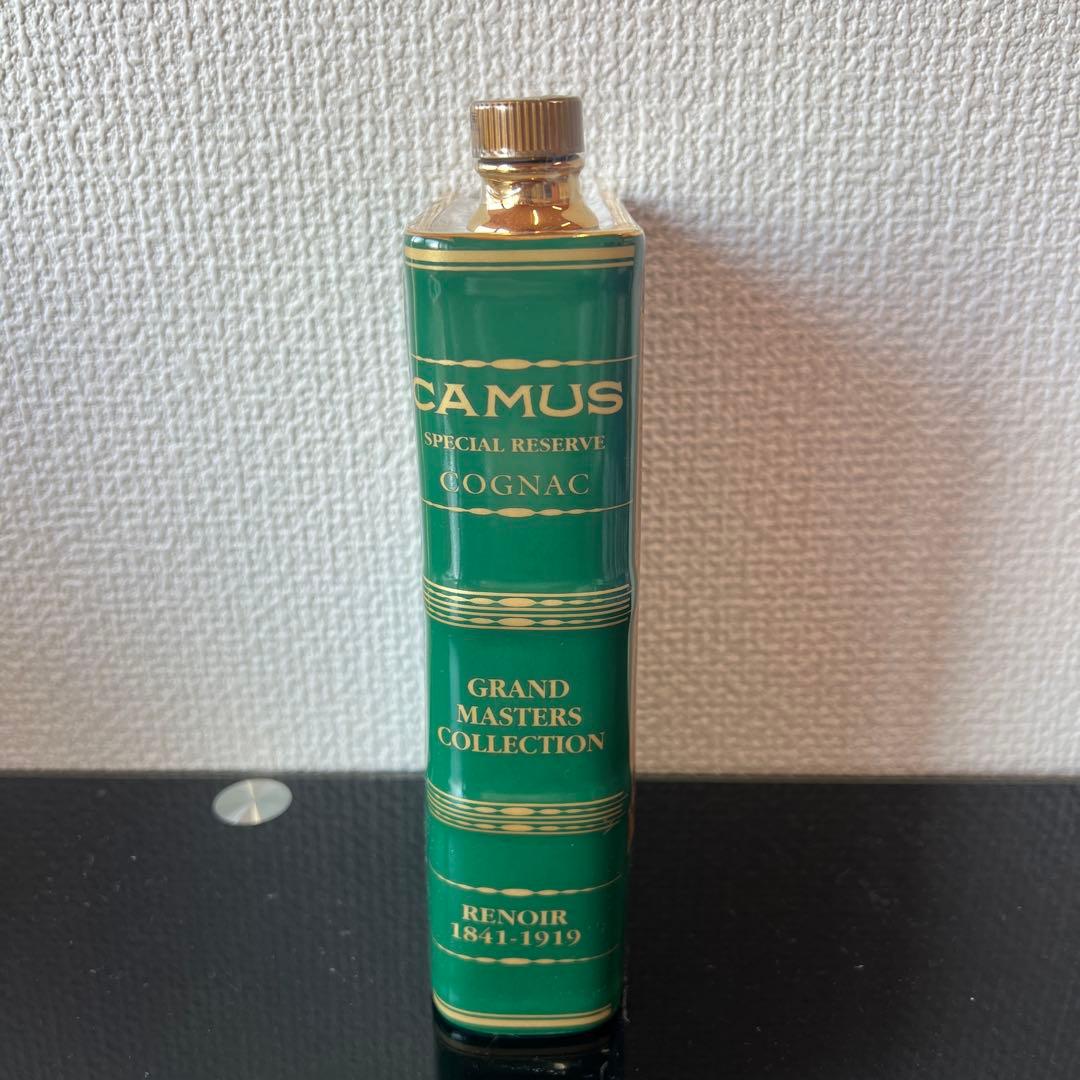 CAMUS
SPECIAL RESERVE
COGNAC
GRAND
MASTERS
COLLECTION
RENOIR
1841-1919